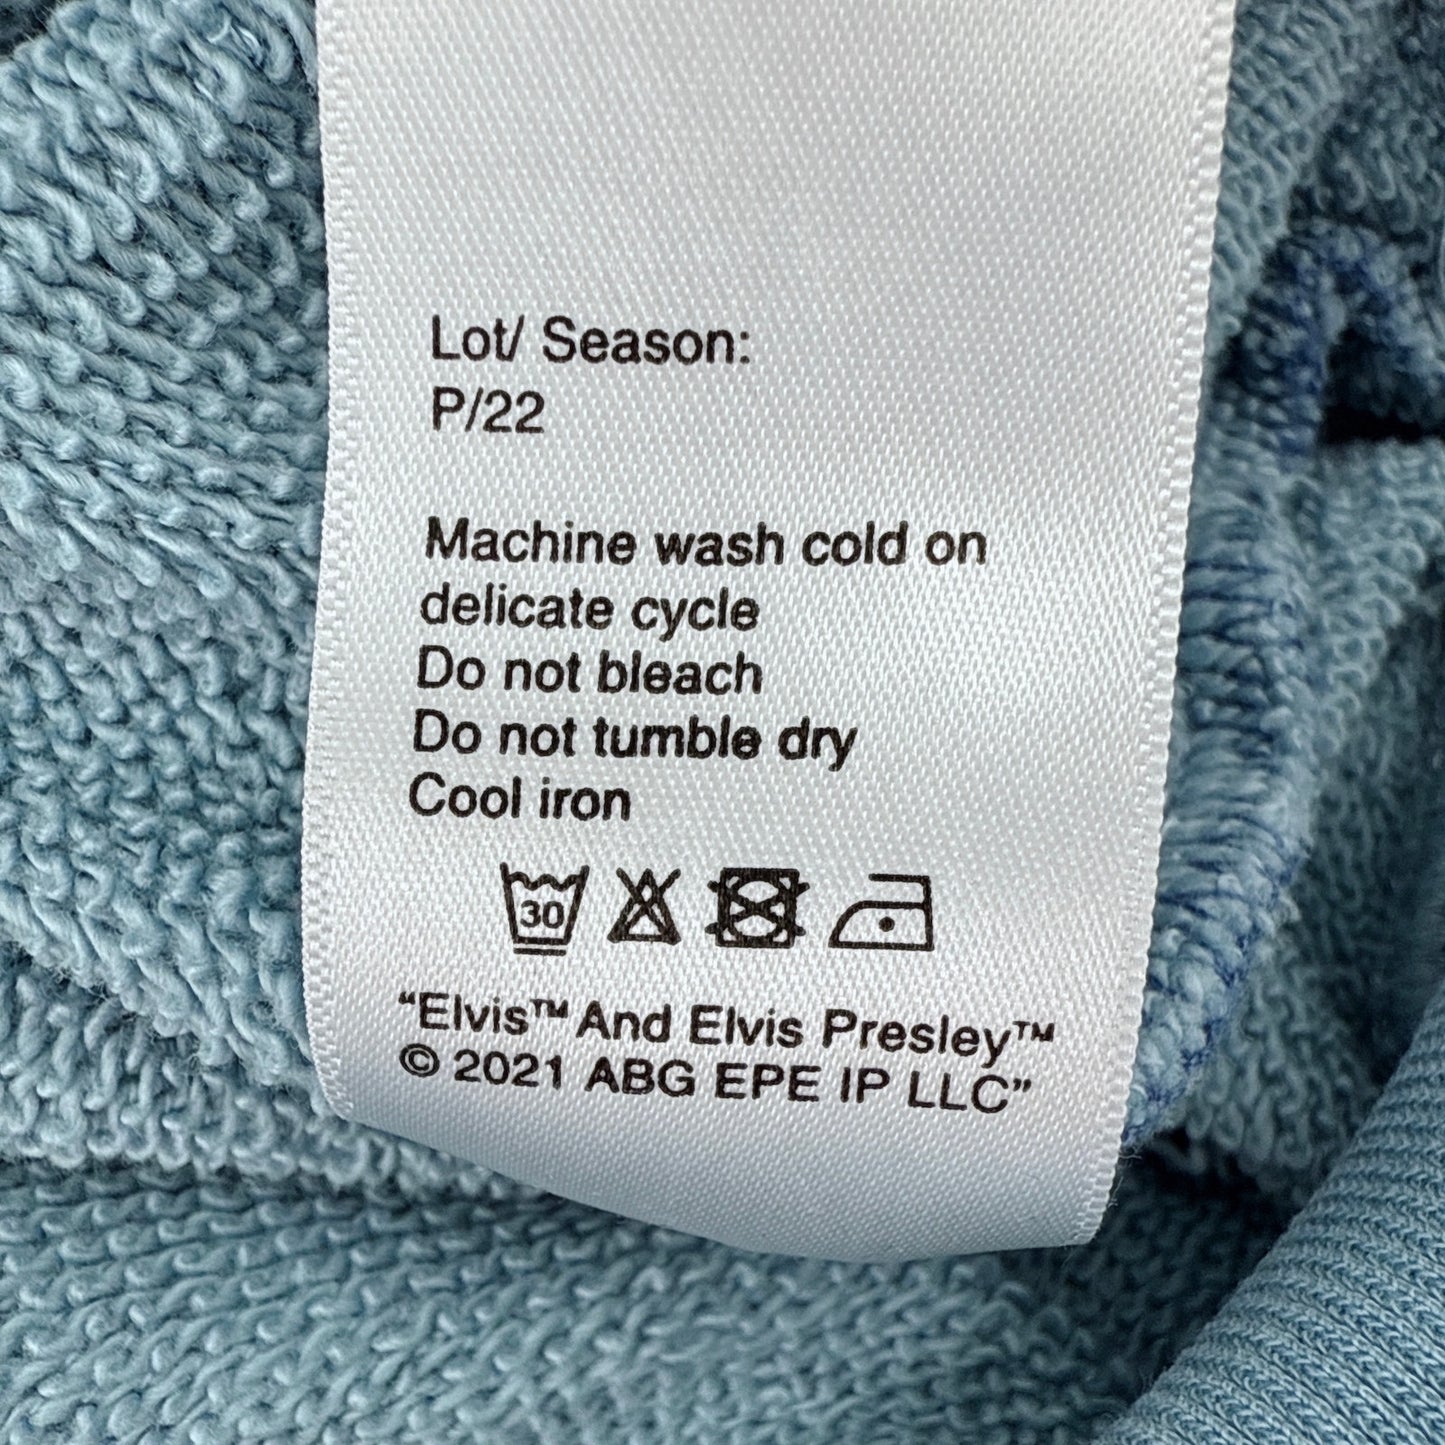 Lot/ Season:
P/22
Machine wash cold on
delicate cycle
Do not bleach
Do not tumble dry
Cool iron
30
“Elvis™ And Elvis Presley™
© 2021 ABG EPE IP LLC”